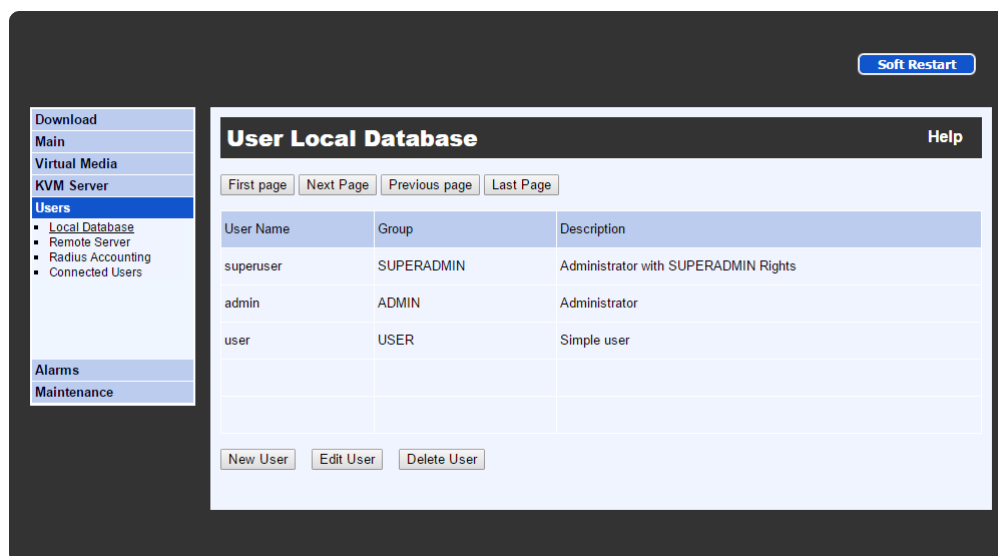 Soft Restart
Download
Main
Virtual Media
KVM Server
Users
Local Database
Remote Server
Radius Accounting
Connected Users
Alarms
Maintenance
User Local Database
Help
First page Next Page Previous page Last Page
User Name Group Description
superuser SUPERADMIN Administrator with SUPERADMIN Rights
admin ADMIN Administrator
user USER Simple user
New User Edit User Delete User